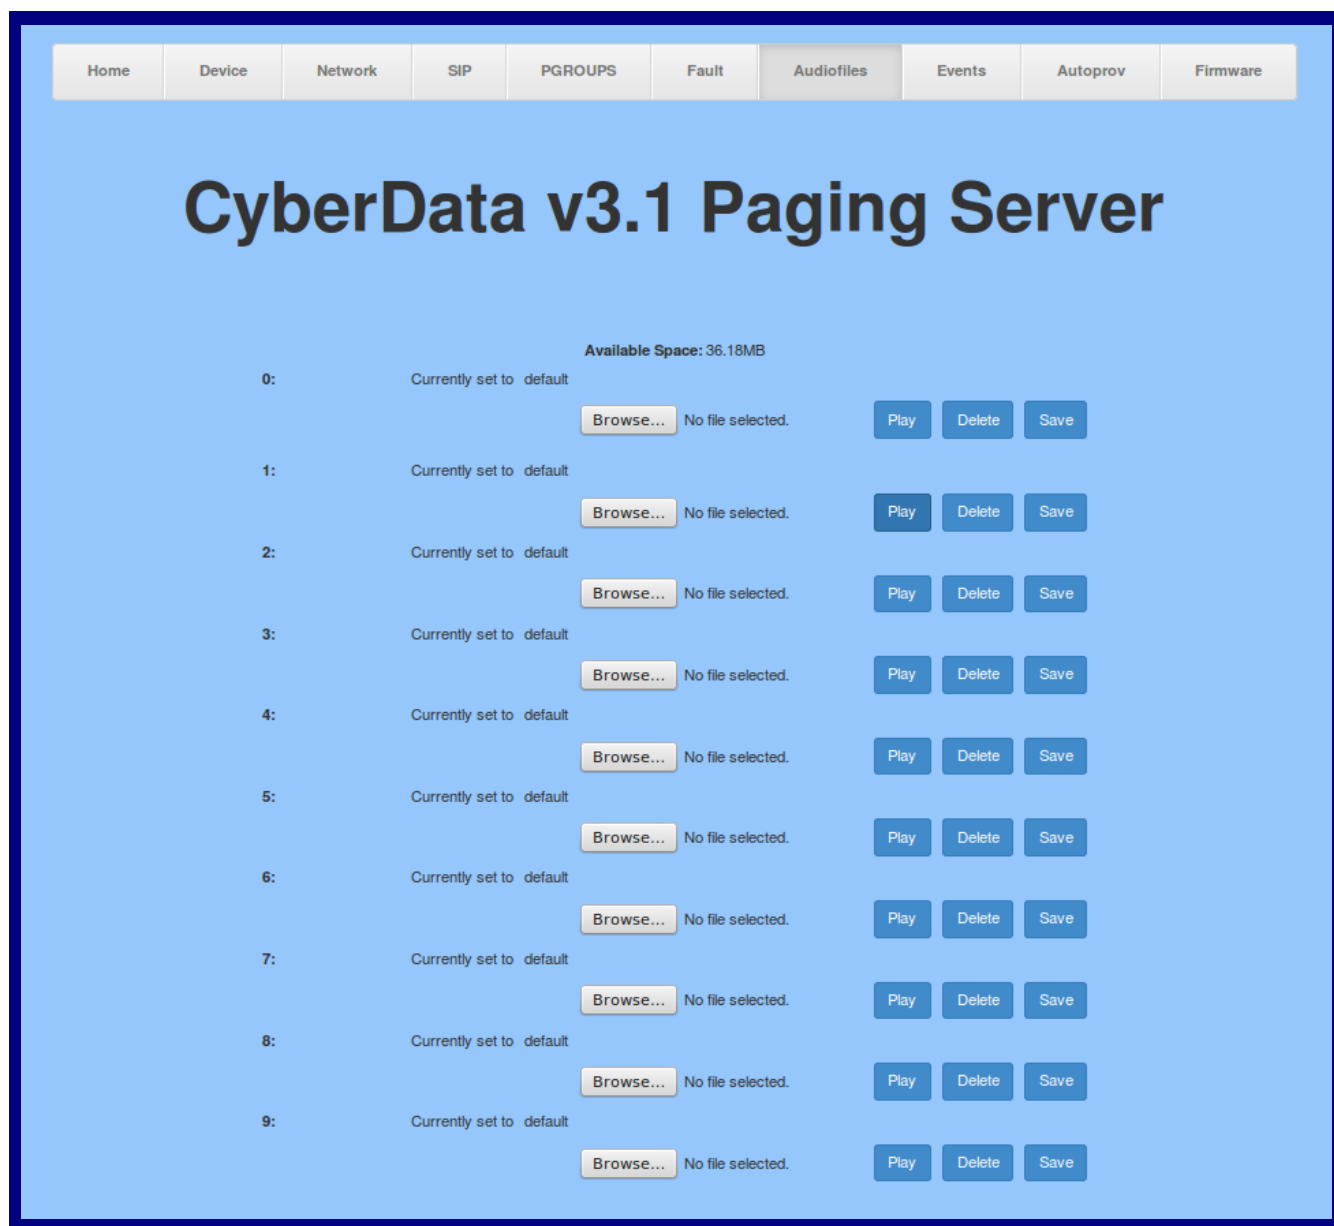 Home Device Network SIP PGROUPS Fault Audiofiles Events Autoprov Firmware
CyberData v3.1 Paging Server
Available Space: 36.18MB
0: Currently set to default
Browse... No file selected. Play Delete Save
1: Currently set to default
Browse... No file selected. Play Delete Save
2: Currently set to default
Browse... No file selected. Play Delete Save
3: Currently set to default
Browse... No file selected. Play Delete Save
4: Currently set to default
Browse... No file selected. Play Delete Save
5: Currently set to default
Browse... No file selected. Play Delete Save
6: Currently set to default
Browse... No file selected. Play Delete Save
7: Currently set to default
Browse... No file selected. Play Delete Save
8: Currently set to default
Browse... No file selected. Play Delete Save
9: Currently set to default
Browse... No file selected. Play Delete Save